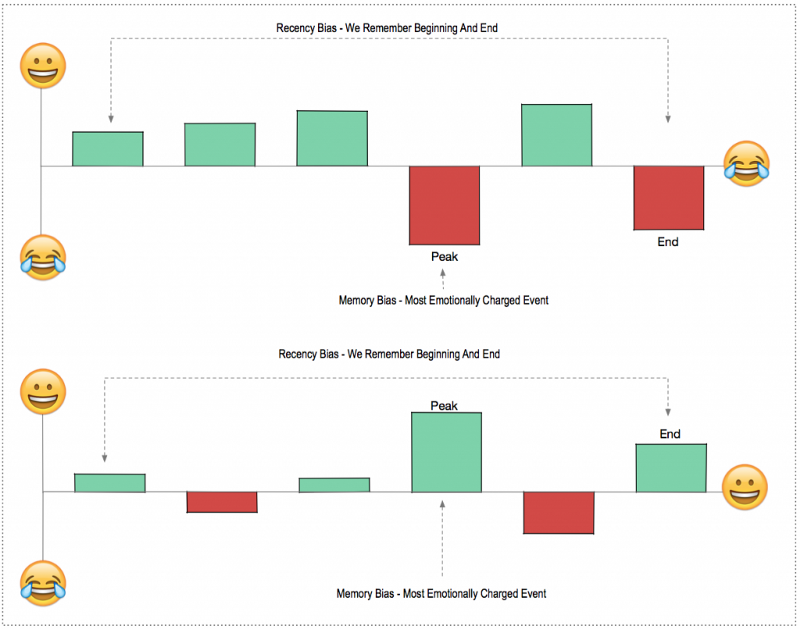 Recency Bias - We Remember Beginning And End
Peak
End
Memory Bias - Most Emotionally Charged Event
Recency Bias - We Remember Beginning And End
Peak
End
Memory Bias - Most Emotionally Charged Event